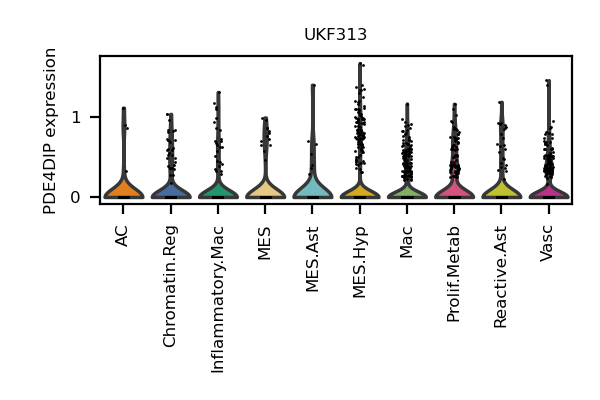 UKF313
PDE4DIP expression
1
0
AC
Chromatin.Reg
Inflammatory.Mac
MES
MES.Ast
MES.Hyp
Mac
Prolif.Metab
Reactive.Ast
Vasc